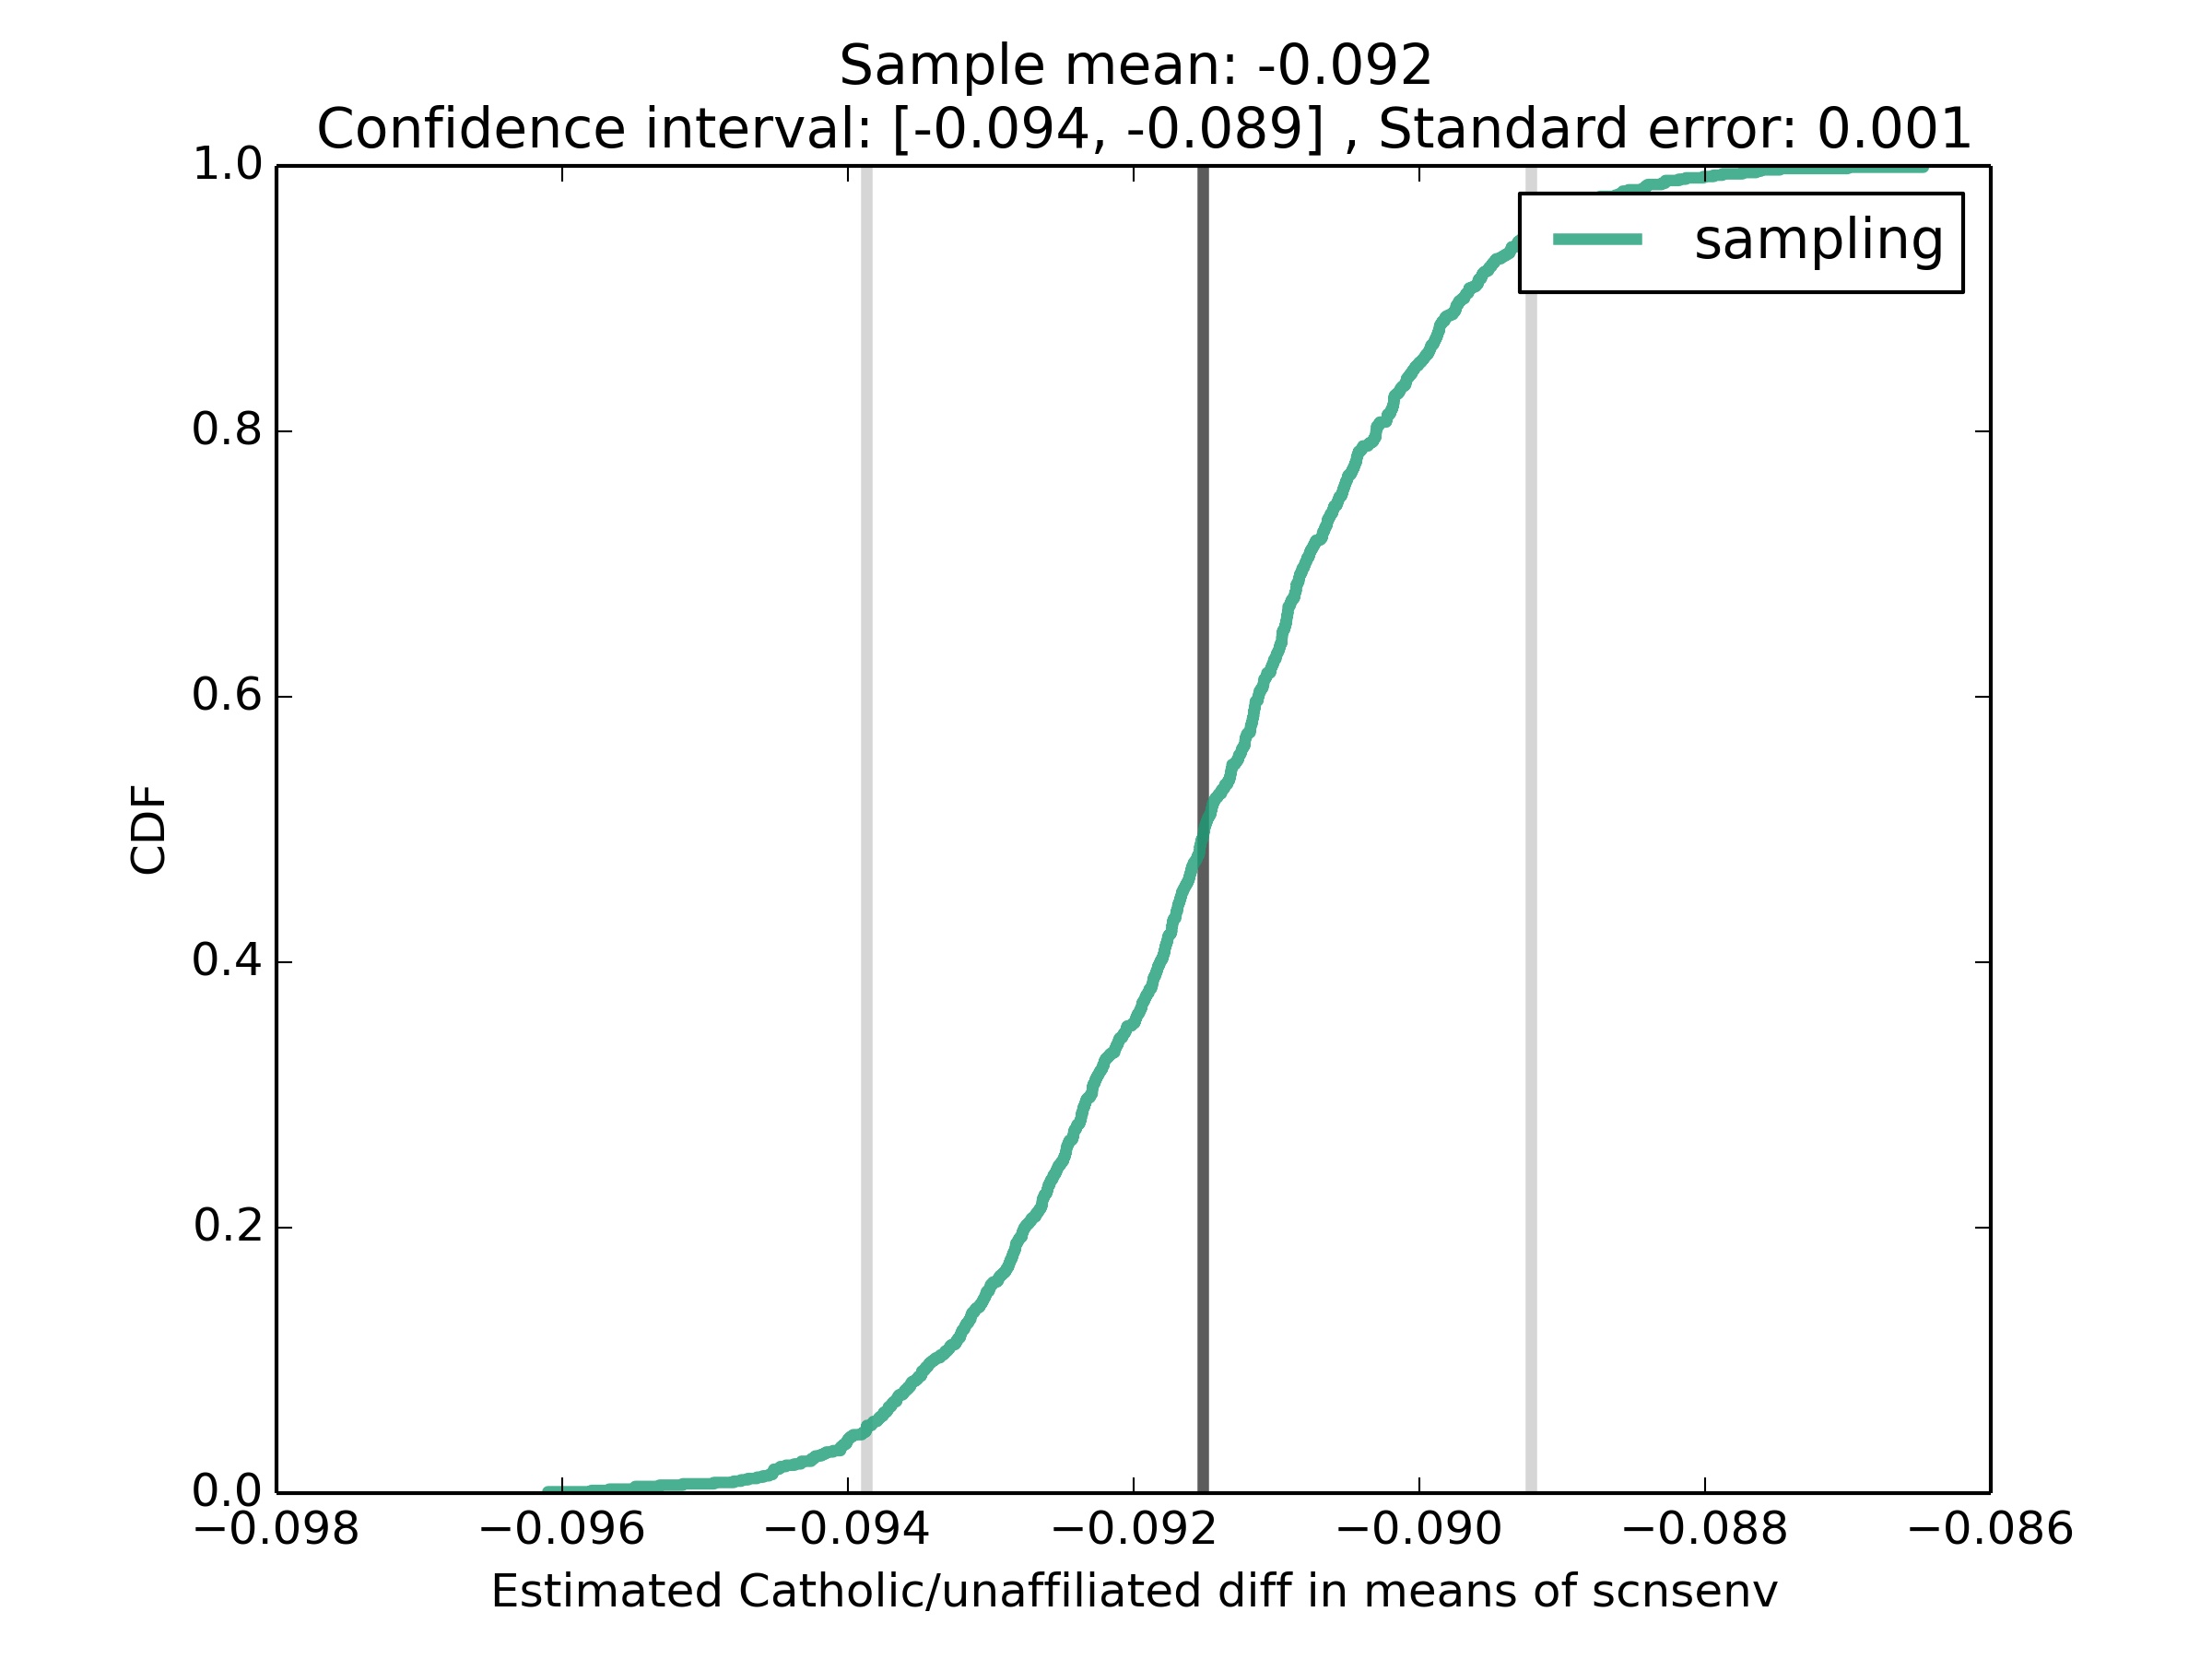 Sample mean: -0.092
Confidence interval: [-0.094, -0.089] , Standard error: 0.001
sampling
1.0
0.8
0.6
0.4
0.2
0.0
CDF
−0.098 −0.096 −0.094 −0.092 −0.090 −0.088 −0.086
Estimated Catholic/unaffiliated diff in means of scnsenv